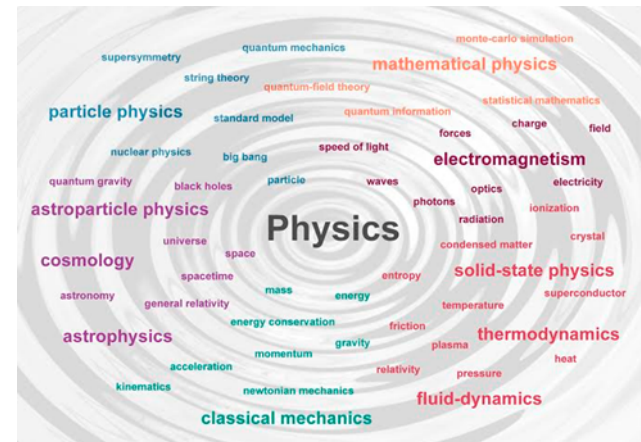 monte-carlo simulation
supersymmetry
quantum mechanics
mathematical physics
string theory
quantum-field theory
statistical mathematics
particle physics
standard model
quantum information
forces
charge
field
nuclear physics
big bang
speed of light
electromagnetism
quantum gravity
black holes
particle
waves
optics
electricity
astroparticle physics
photons
radiation
ionization
Physics
universe
space
condensed matter
crystal
cosmology
spacetime
entropy
solid-state physics
astronomy
general relativity
mass
energy
temperature
superconductor
astrophysics
energy conservation
gravity
friction
plasma
thermodynamics
momentum
acceleration
relativity
pressure
heat
kinematics
newtonian mechanics
fluid-dynamics
classical mechanics